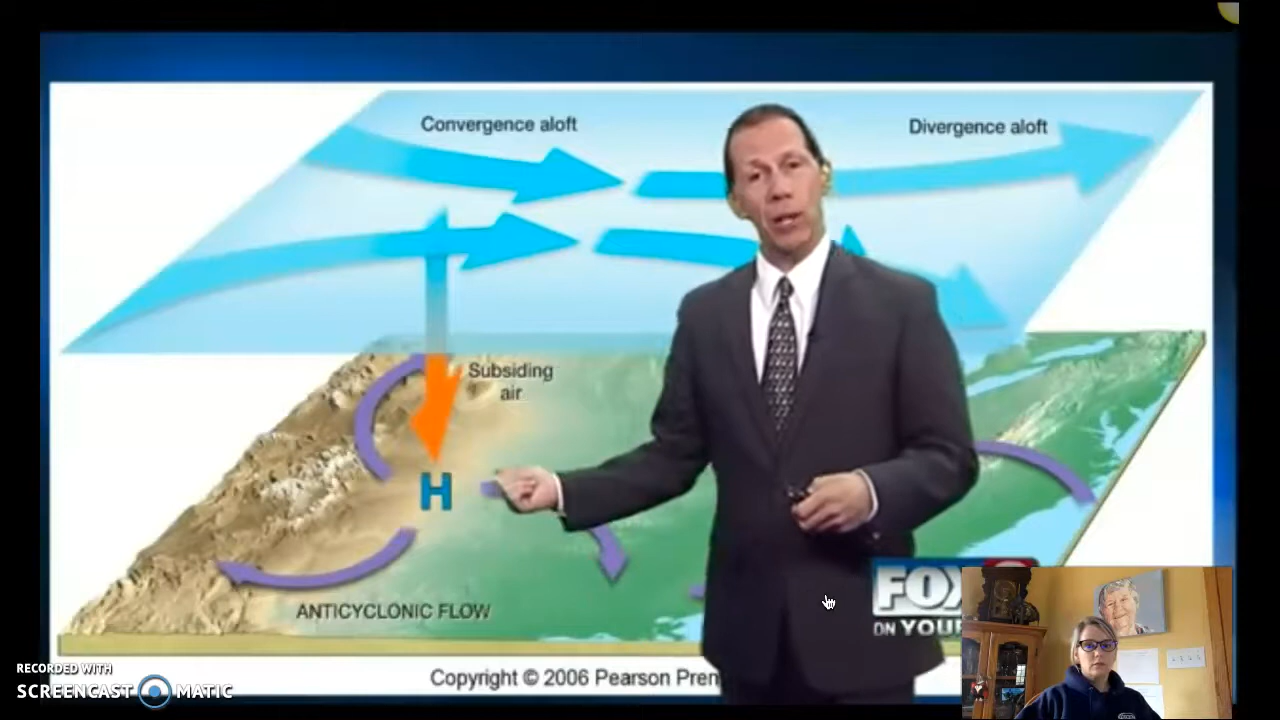 Convergence aloft
Divergence aloft
Subsiding
air
H
ANTICYCLONIC FLOW
FOX
ON YOUR
Copyright © 2006 Pearson Pren
RECORDED WITH
SCREENCAST MATIC